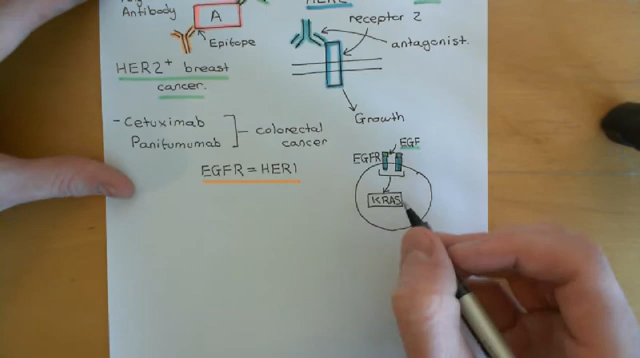 Antibody
A
Epitope
HER2⁺ breast
cancer.
receptor 2
antagonist.
Growth
- Cetuximab
Panitumumab
colorectal
cancer
EGFR = HER1
EGF
EGFR
KRAS